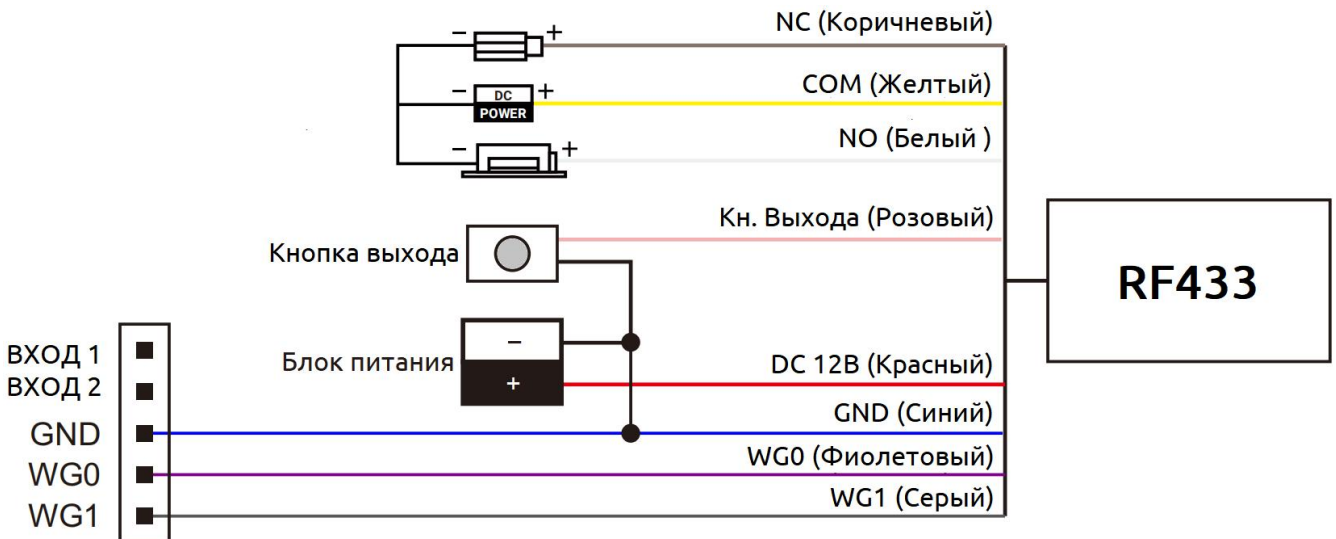 NC (Коричневый)
− +
COM (Желтый)
− DC POWER +
NO (Белый )
− +
Кн. Выхода (Розовый)
Кнопка выхода
RF433
Блок питания
−
+
DC 12В (Красный)
ВХОД 1
ВХОД 2
GND (Синий)
GND
WG0 (Фиолетовый)
WG0
WG1 (Серый)
WG1